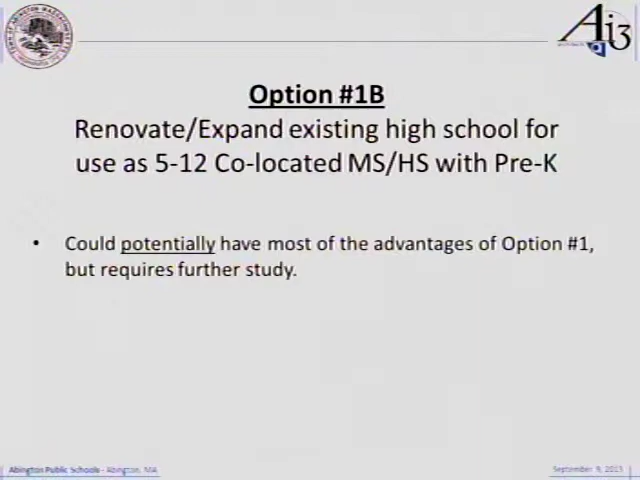 Ai3
Option #1B
Renovate/Expand existing high school for
use as 5-12 Co-located MS/HS with Pre-K
• Could potentially have most of the advantages of Option #1,
but requires further study.
Abington Public Schools - Abington, MA
September 9, 2013